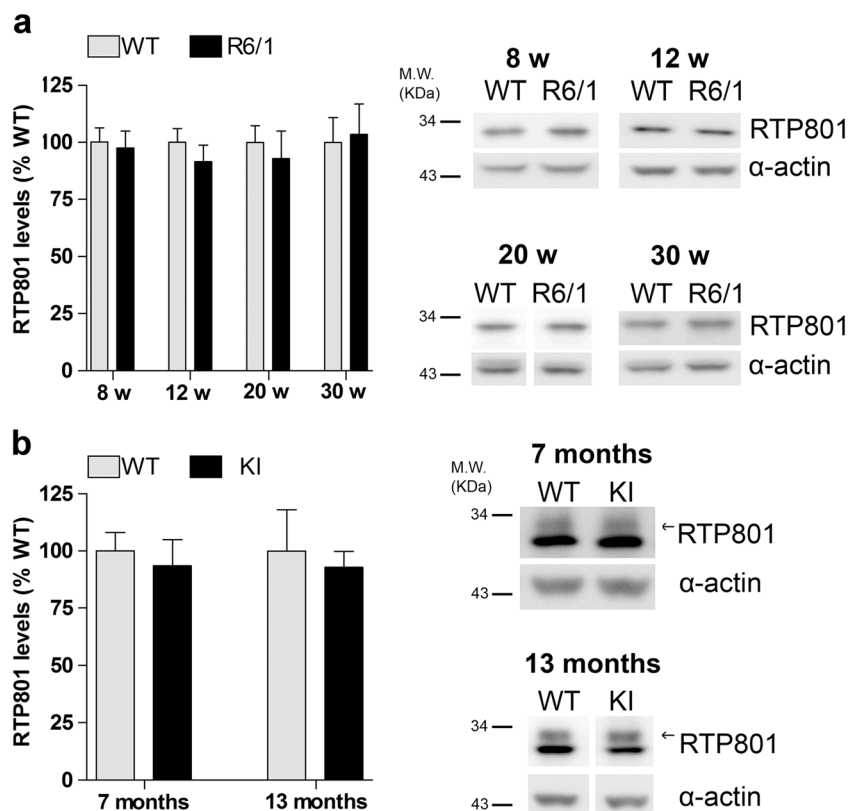 a
WT R6/1
RTP801 levels (% WT)
125
100
75
50
25
0
8 w 12 w 20 w 30 w
M.W.
(KDa)
8 w 12 w
WT R6/1 WT R6/1
34 RTP801
43 α-actin
20 w 30 w
WT R6/1 WT R6/1
34 RTP801
43 α-actin
b
WT KI
RTP801 levels (% WT)
125
100
75
50
25
0
7 months 13 months
M.W.
(KDa)
7 months
WT KI
34
←RTP801
43 α-actin
13 months
WT KI
34
←
RTP801
43 α-actin